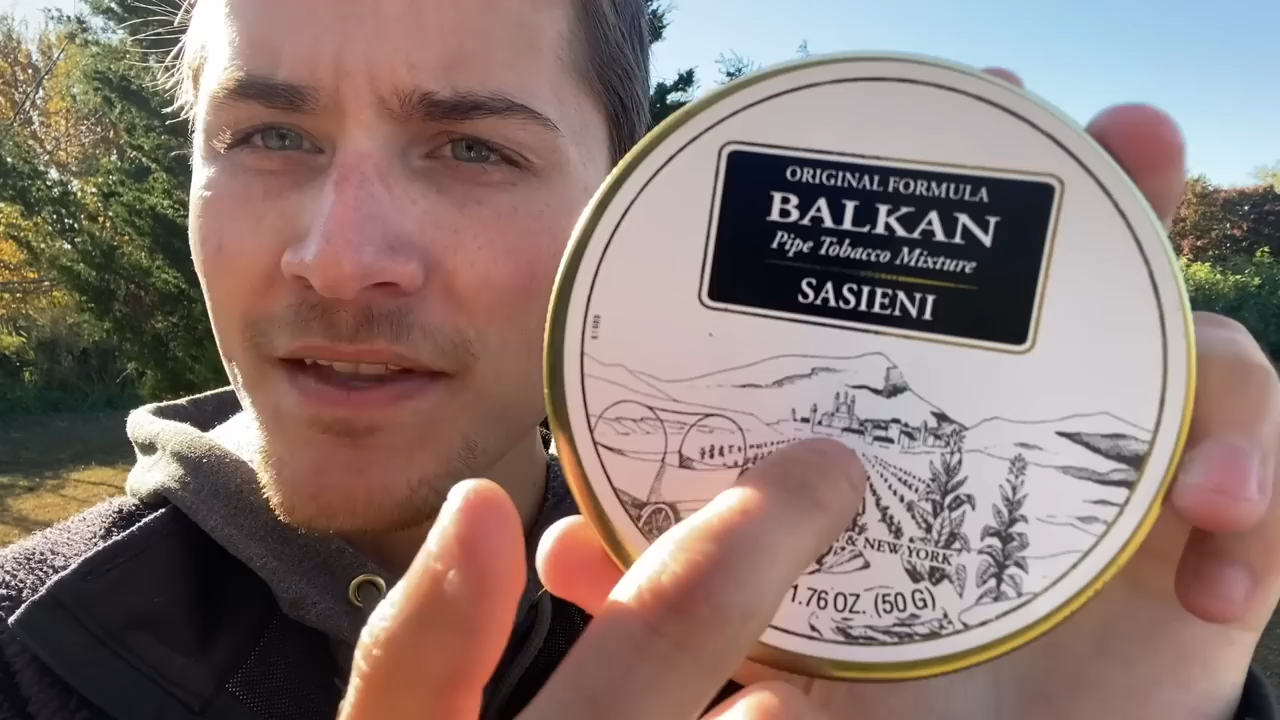 ORIGINAL FORMULA
BALKAN
Pipe Tobacco Mixture
SASIENI
& NEW YORK
1.76 OZ. (50 G)